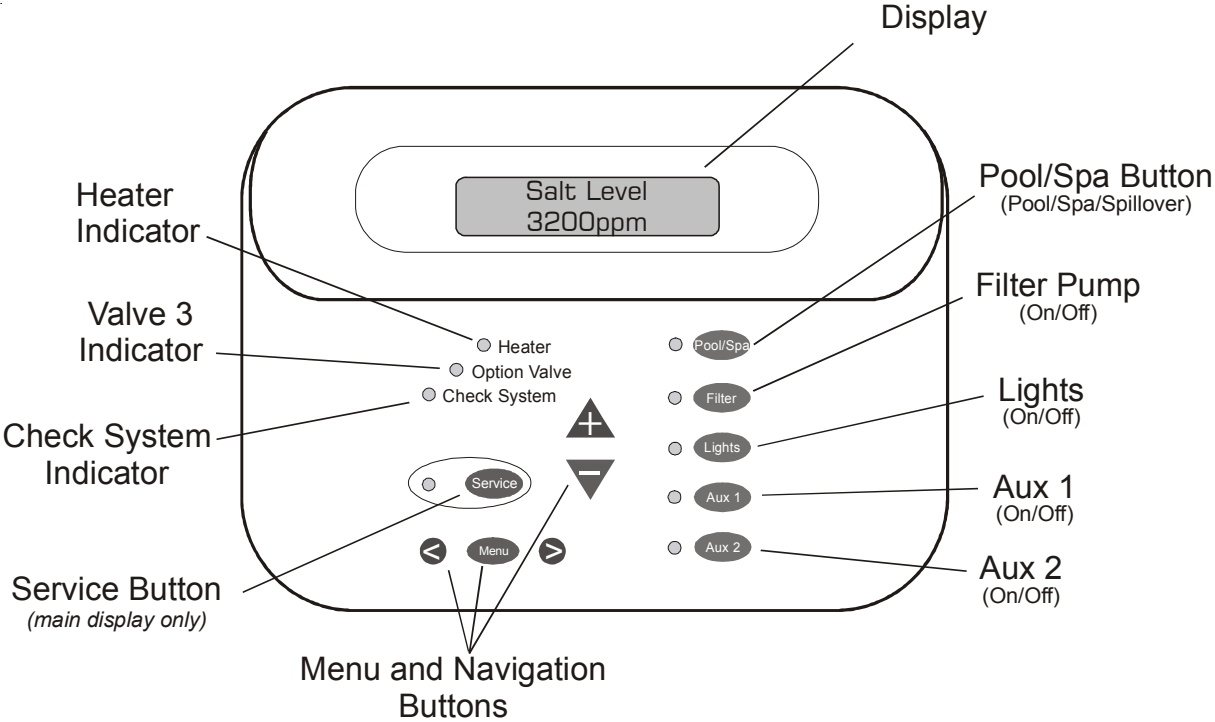 Display
Salt Level
3200ppm
Heater
Indicator
Valve 3
Indicator
Check System
Indicator
Service Button
(main display only)
Heater
Option Valve
Check System
+
−
Service
<
Menu
>
Menu and Navigation
Buttons
Pool/Spa
Filter
Lights
Aux 1
Aux 2
Pool/Spa Button
(Pool/Spa/Spillover)
Filter Pump
(On/Off)
Lights
(On/Off)
Aux 1
(On/Off)
Aux 2
(On/Off)